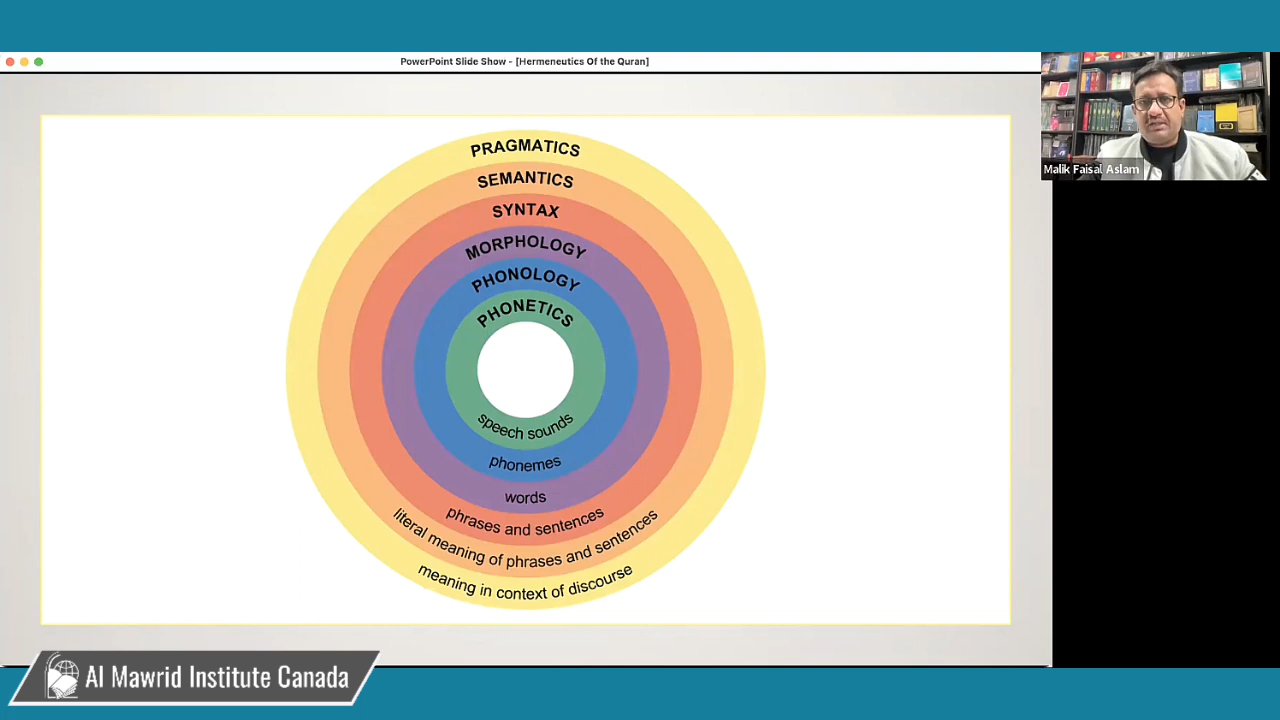 PowerPoint Slide Show - [Hermeneutics Of the Quran]
Malik Faisal Aslam
PRAGMATICS
SEMANTICS
SYNTAX
MORPHOLOGY
PHONOLOGY
PHONETICS
speech sounds
phonemes
words
phrases and sentences
literal meaning of phrases and sentences
meaning in context of discourse
Al Mawrid Institute Canada